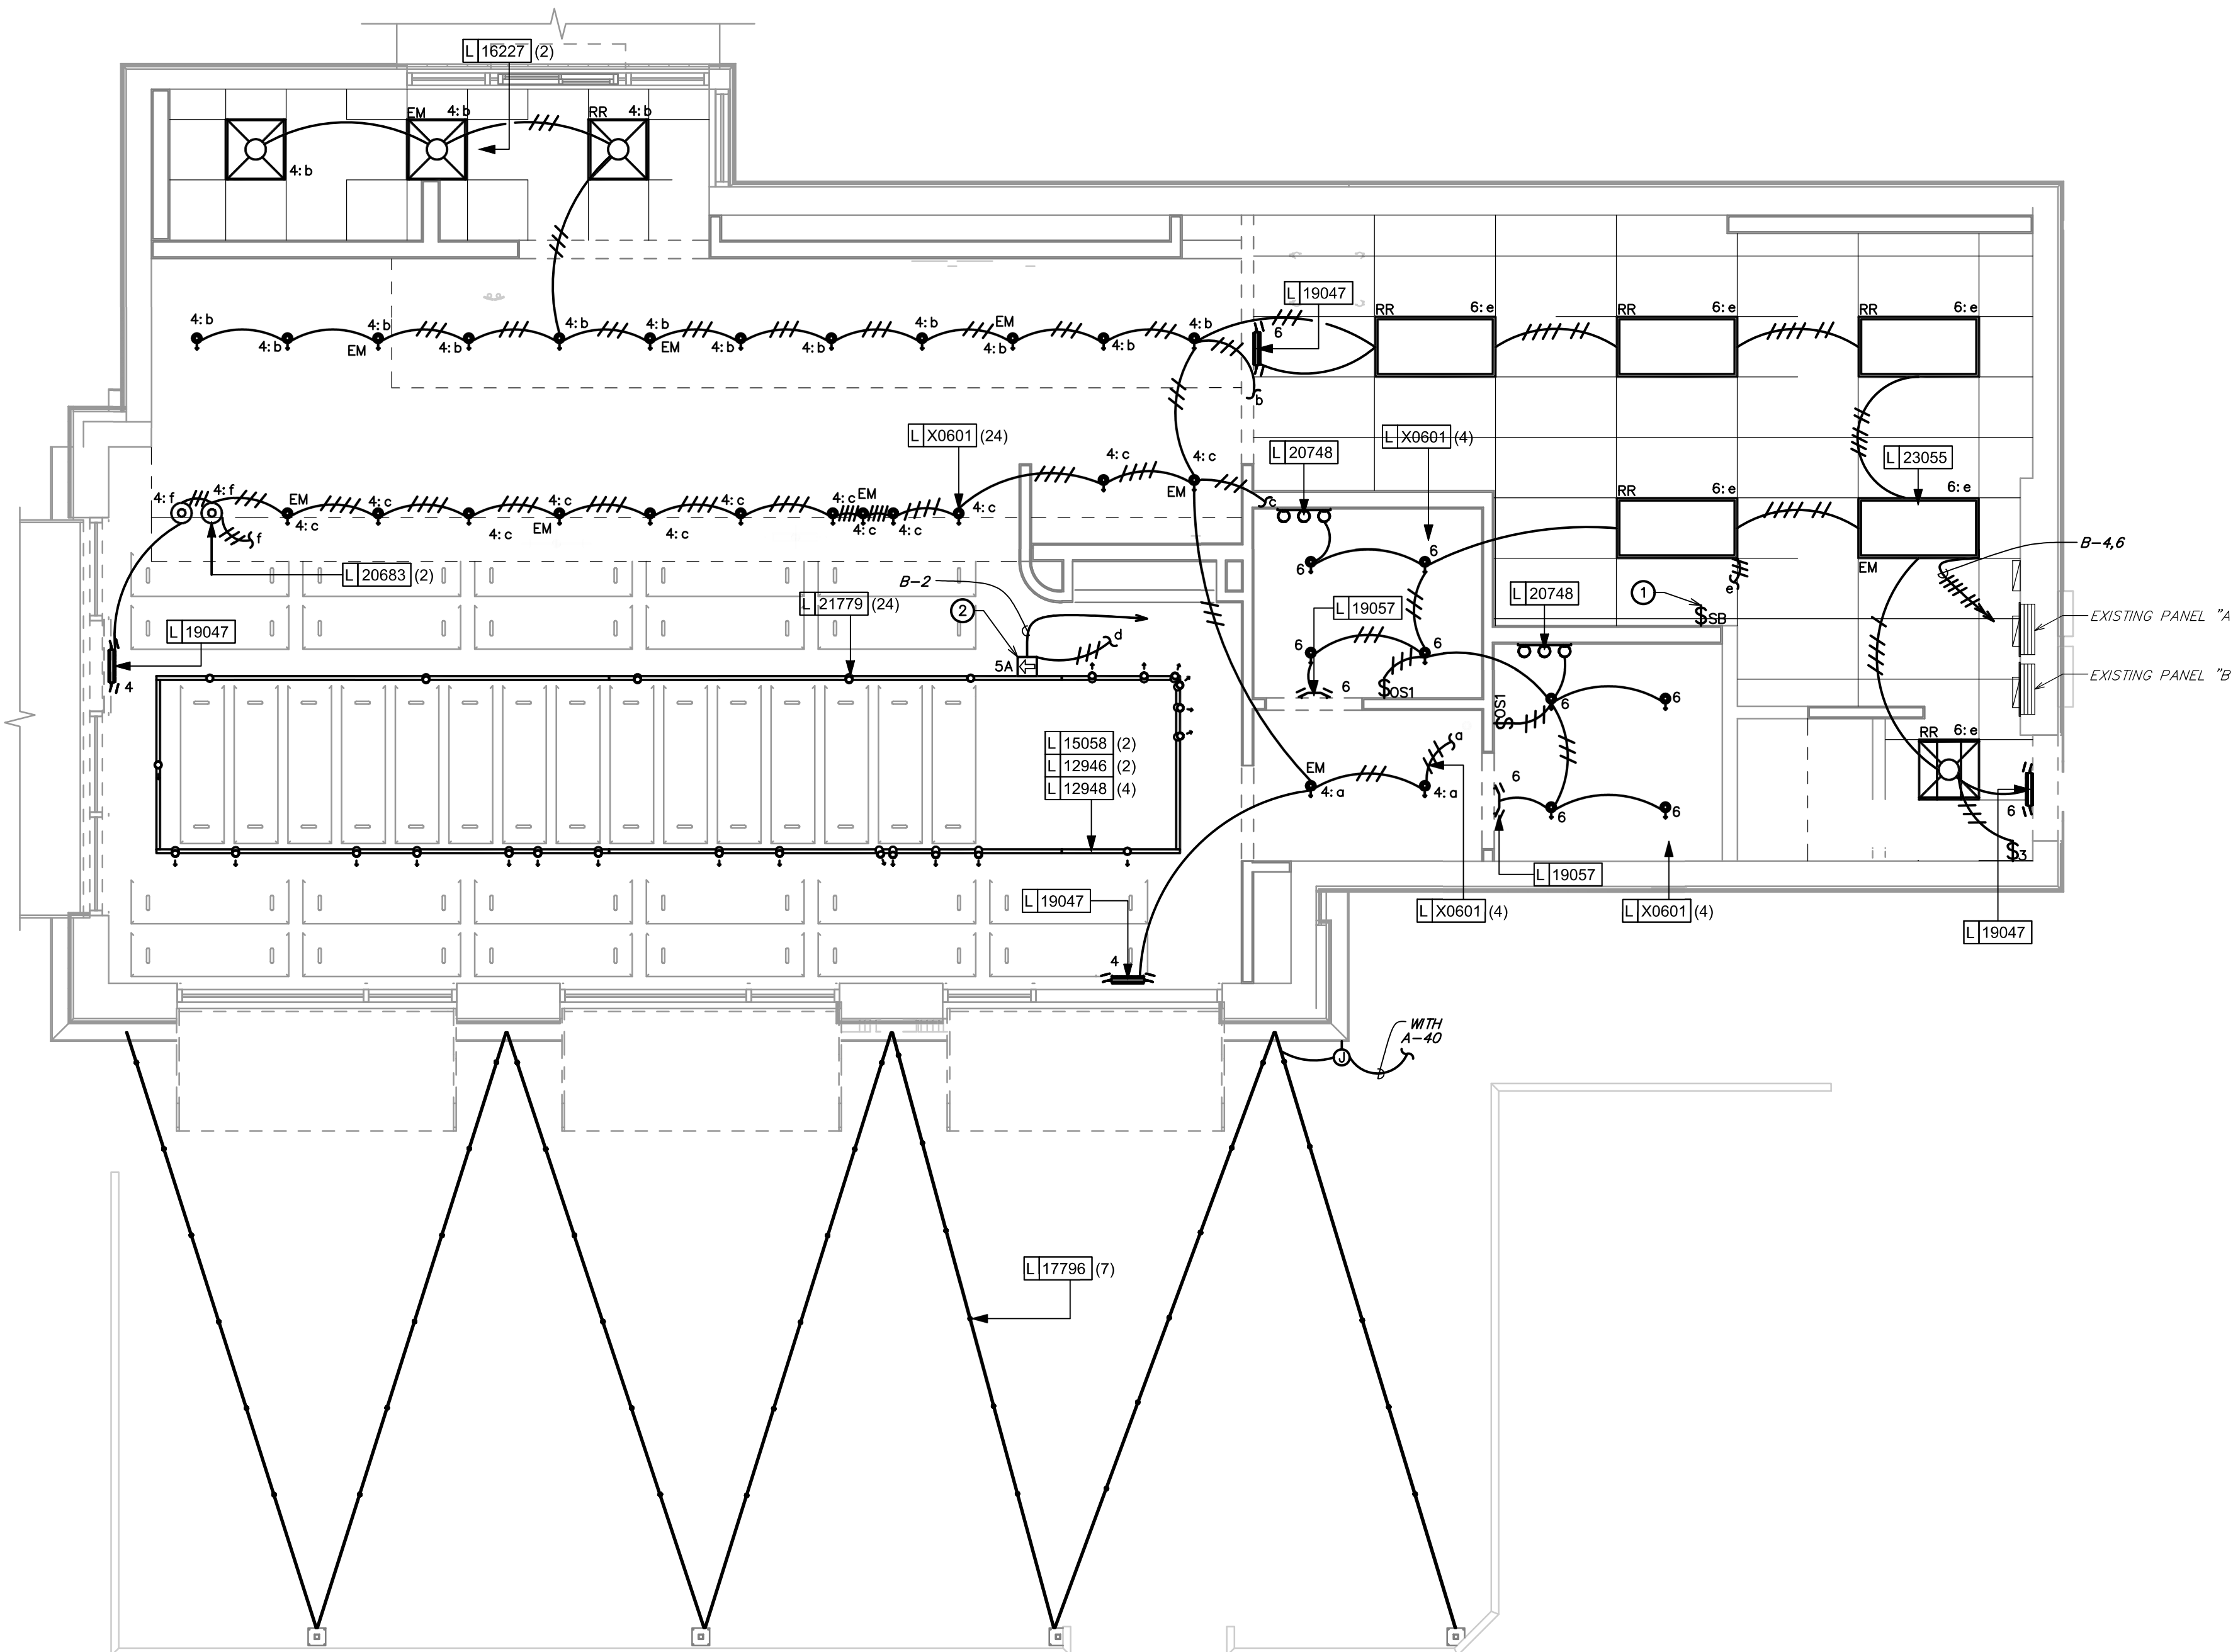 L 16227 (2)
EM 4:b
RR 4:b
4:b
L 19047
RR 6:e
RR 6:e
RR 6:e
4:b
4:b
4:b
EM
4:b
4:b
4:b
EM
4:b
4:b
4:b
EM
4:b
4:b
4:b
6
b
L X0601 (24)
L 20748
L X0601 (4)
L 23055
4:c
4:c
EM
c
RR 6:e
6:e
EM
4:f
4:f
f
EM
4:c
4:c
4:c
4:c
EM
4:c
4:c
4:c
4:c
EM
4:c
4:c
4:c
B-4,6
L 20683 (2)
B-2
2
L 21779 (24)
5A
d
6
6
L 19057
1
$SB
L 20748
e
EXISTING PANEL "A
EXISTING PANEL "B
L 19047
4
6
6
6
$OS1
$OS1
6
6
RR 6:e
L 15058 (2)
L 12946 (2)
L 12948 (4)
EM
4:a
4:a
a
6
6
6
6
$3
L 19047
L 19057
4
L X0601 (4)
L X0601 (4)
L 19047
WITH
A-40
J
L 17796 (7)